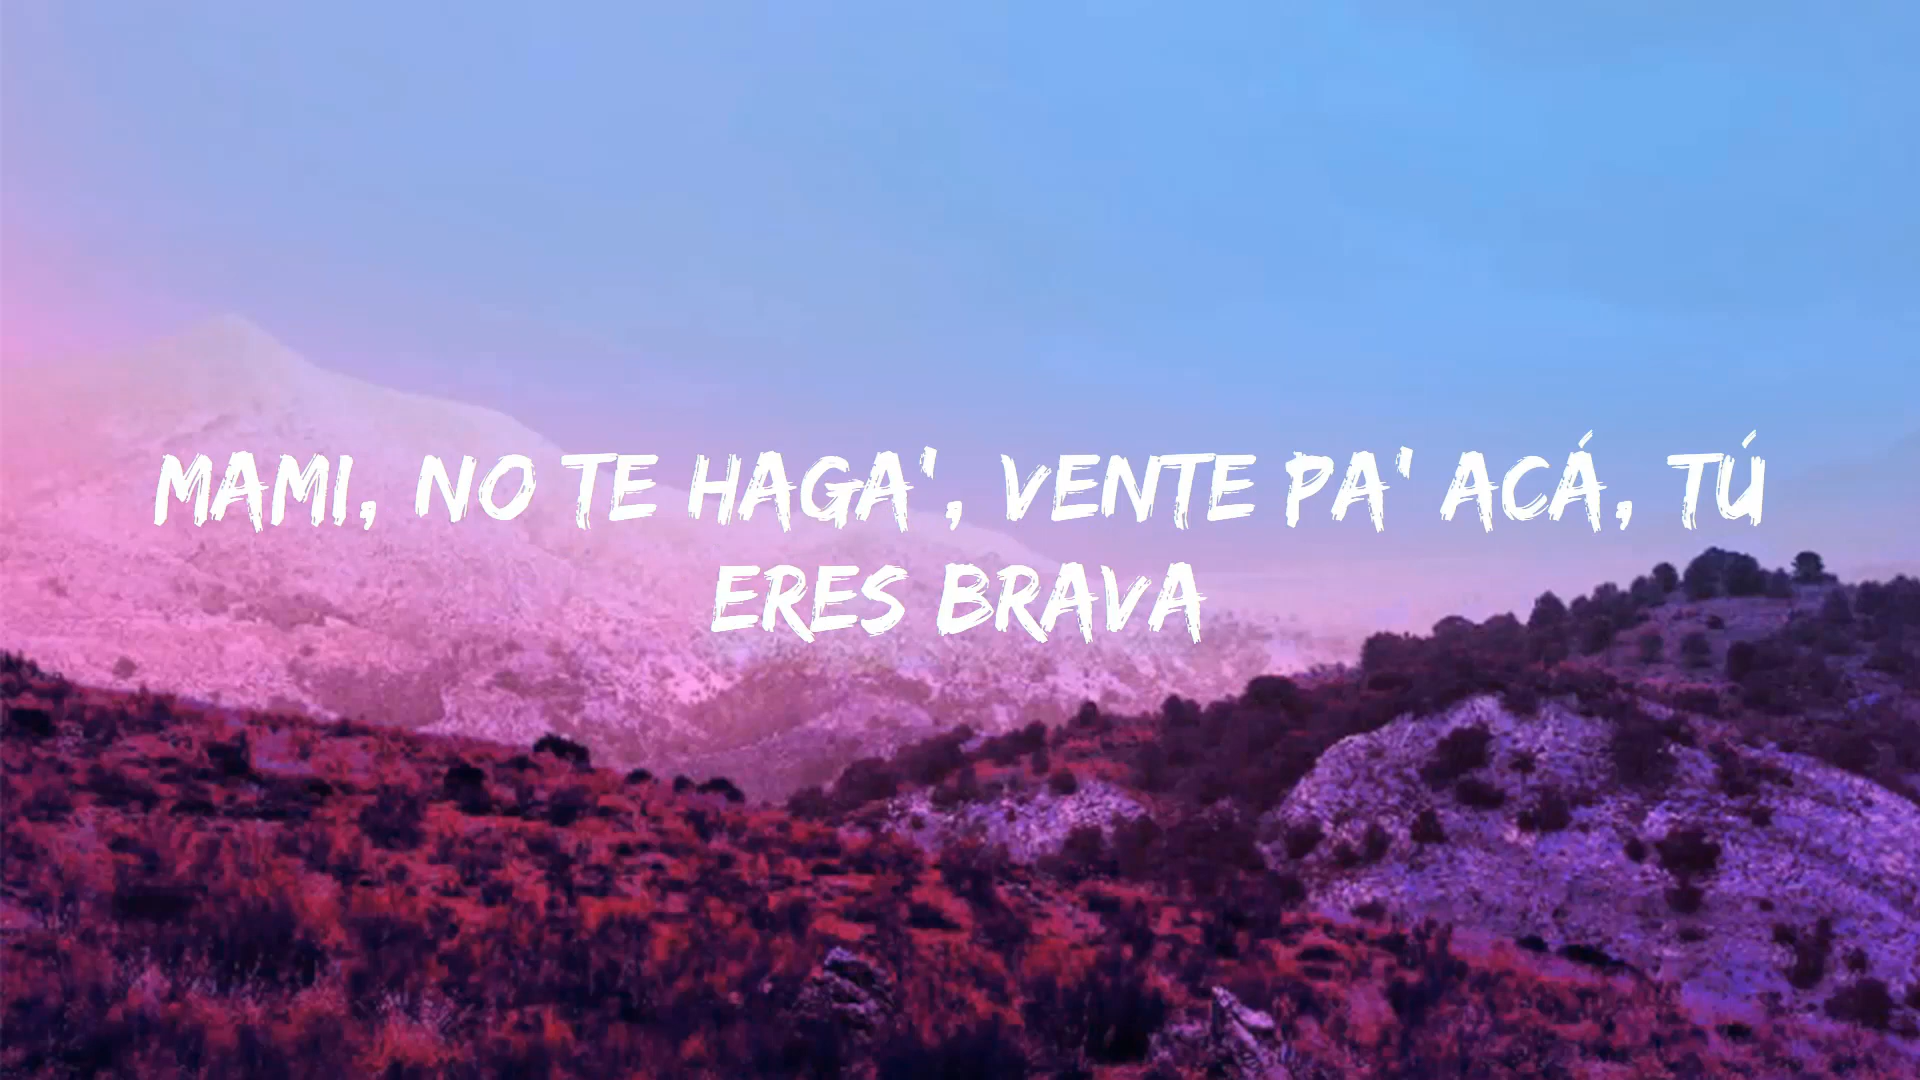 MAMI, NO TE HAGA', VENTE PA' ACÁ, TÚ
ERES BRAVA